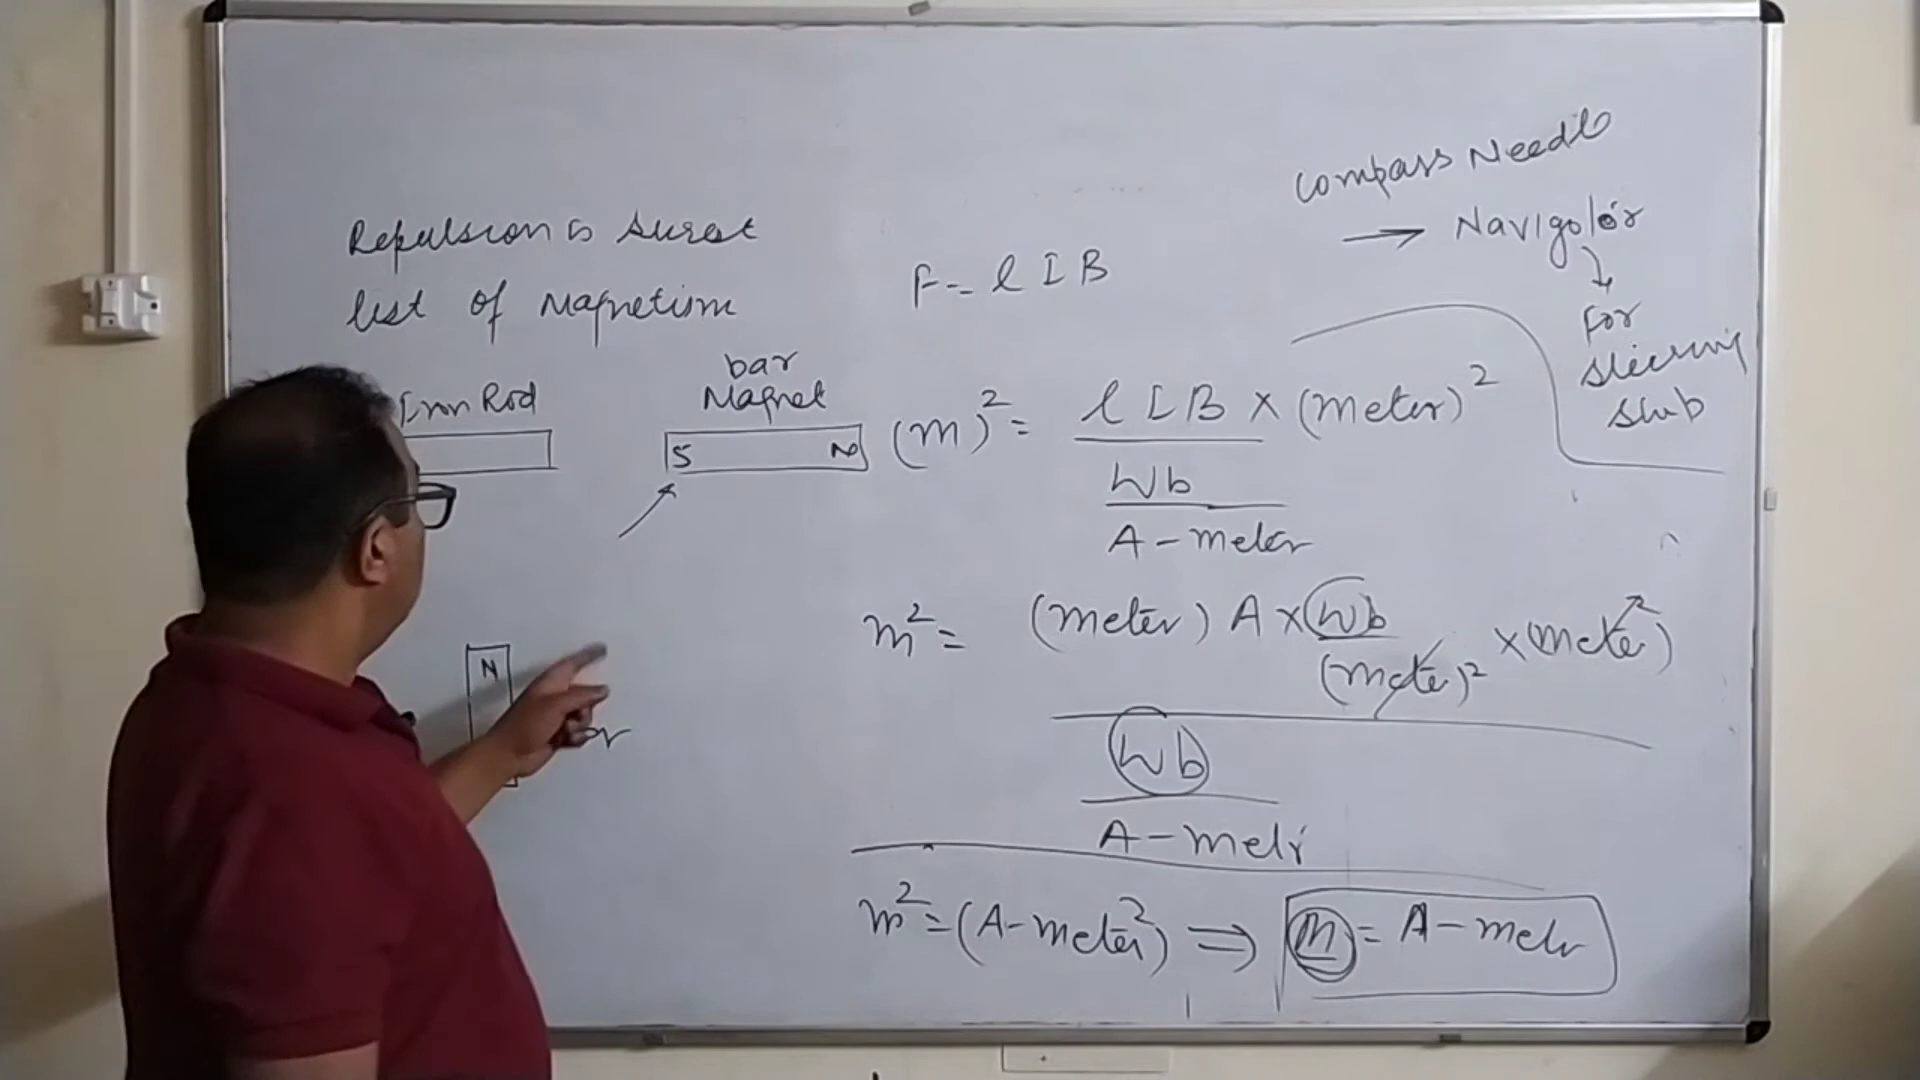 Repulsion is surest
test of Magnetism
Iron Rod
bar
Magnet
S N
N
F = l I B
(m)² = l I B × (meter)²
Wb
A - meter
m² = (meter) A × Wb × (meter)²
(meter)²
Wb
A - meter
m² = (A - meter²) ⇒ m = A - meter
Compass Needle
→ Navigator
↓
For
steering
ship